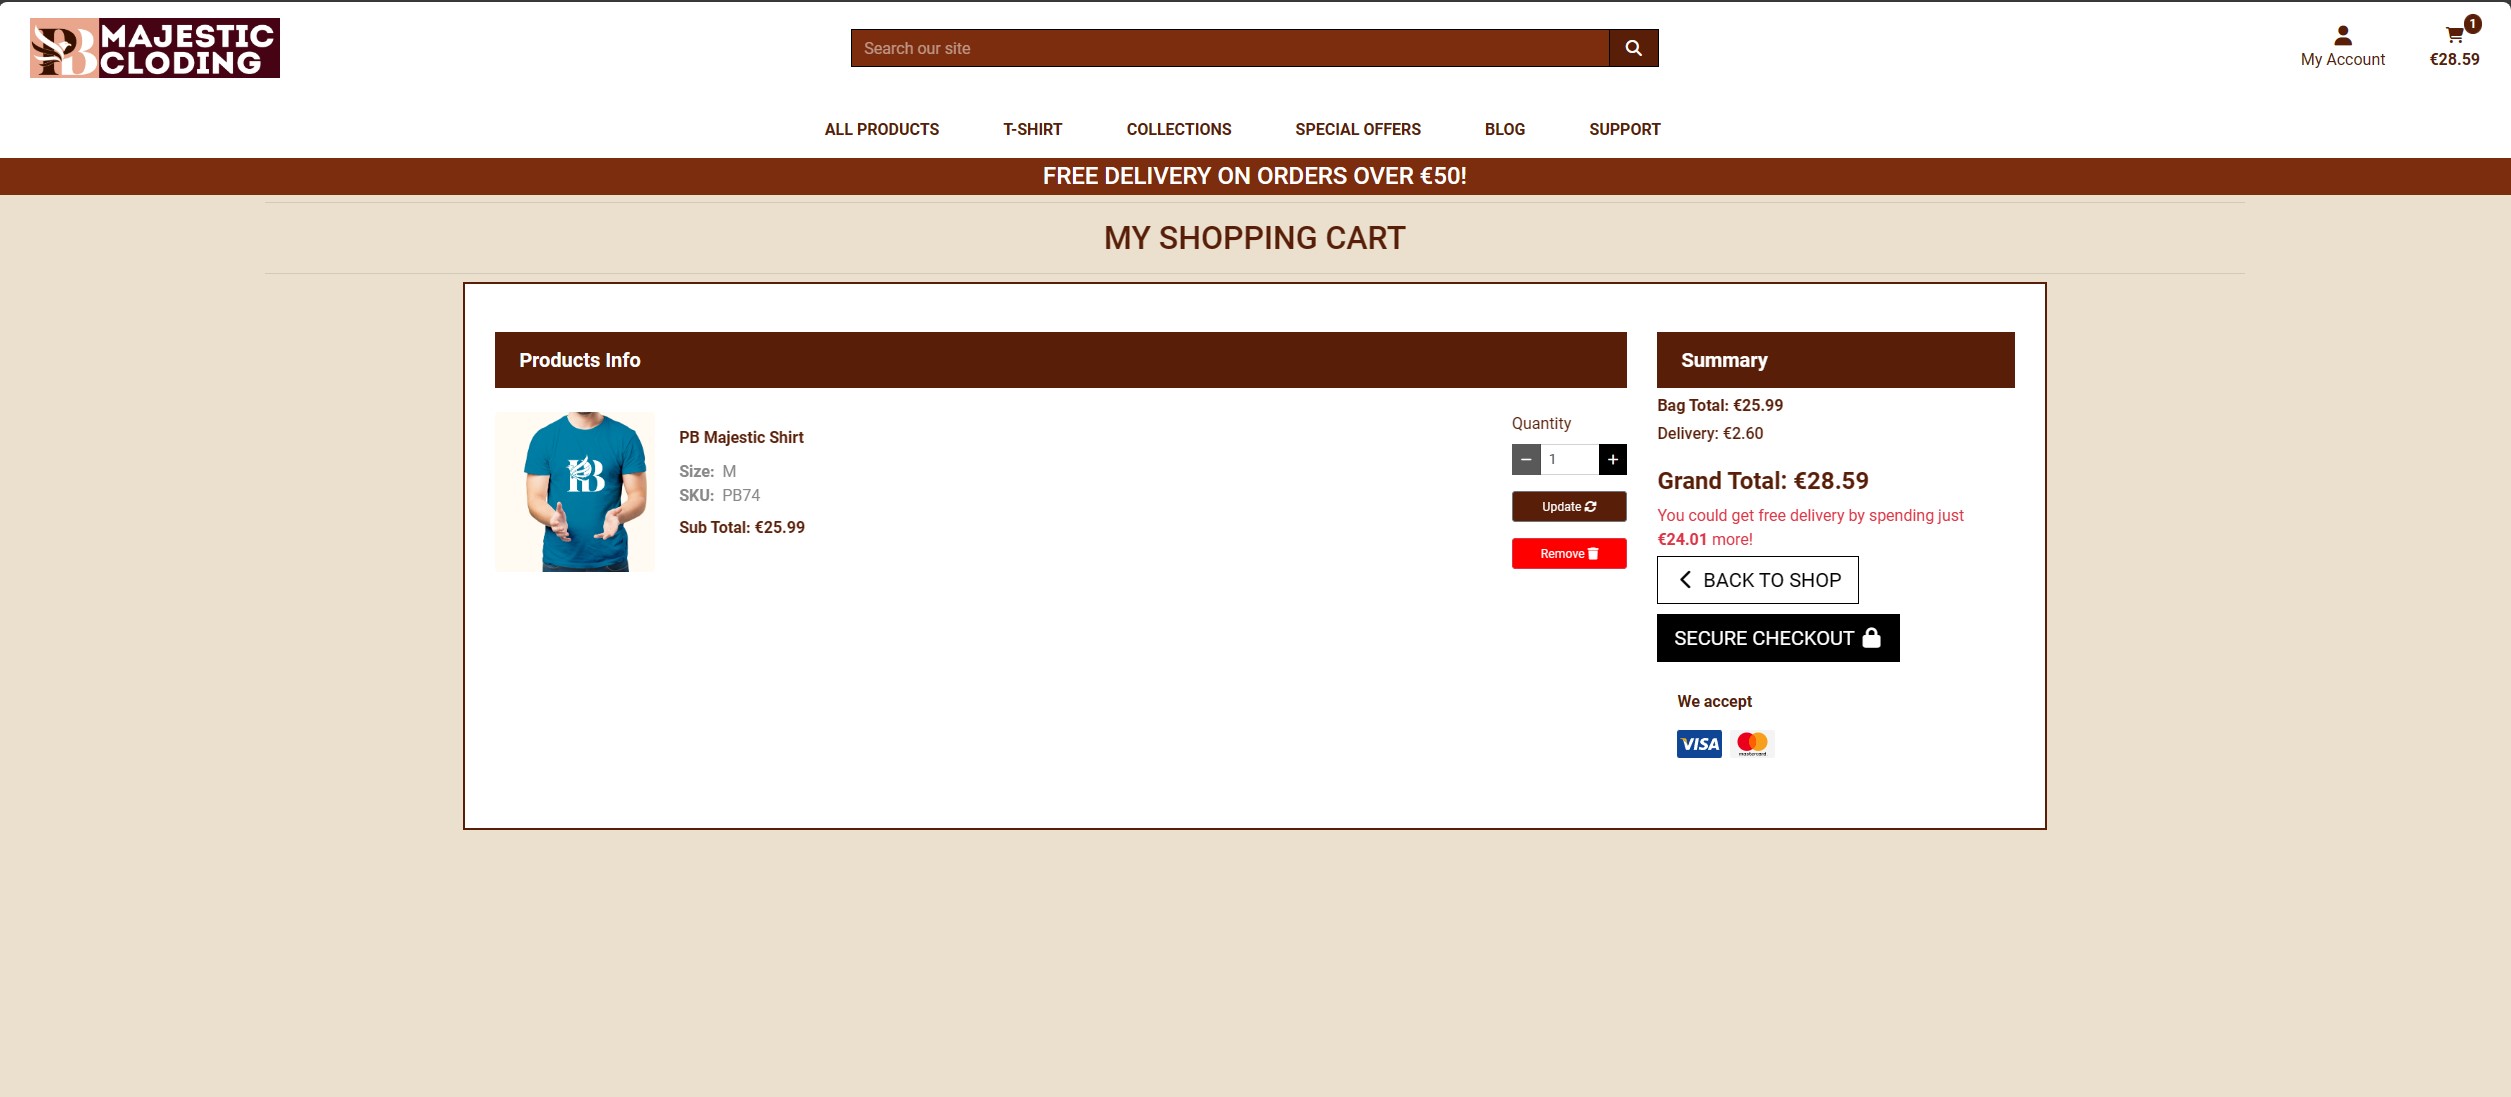 PB MAJESTIC
CLODING
Search our site
My Account
1
€28.59
ALL PRODUCTS T-SHIRT COLLECTIONS SPECIAL OFFERS BLOG SUPPORT
FREE DELIVERY ON ORDERS OVER €50!
MY SHOPPING CART
Products Info
PB
PB Majestic Shirt
Size: M
SKU: PB74
Sub Total: €25.99
Quantity
− 1 +
Update
Remove
Summary
Bag Total: €25.99
Delivery: €2.60
Grand Total: €28.59
You could get free delivery by spending just
€24.01 more!
BACK TO SHOP
SECURE CHECKOUT
We accept
VISA mastercard